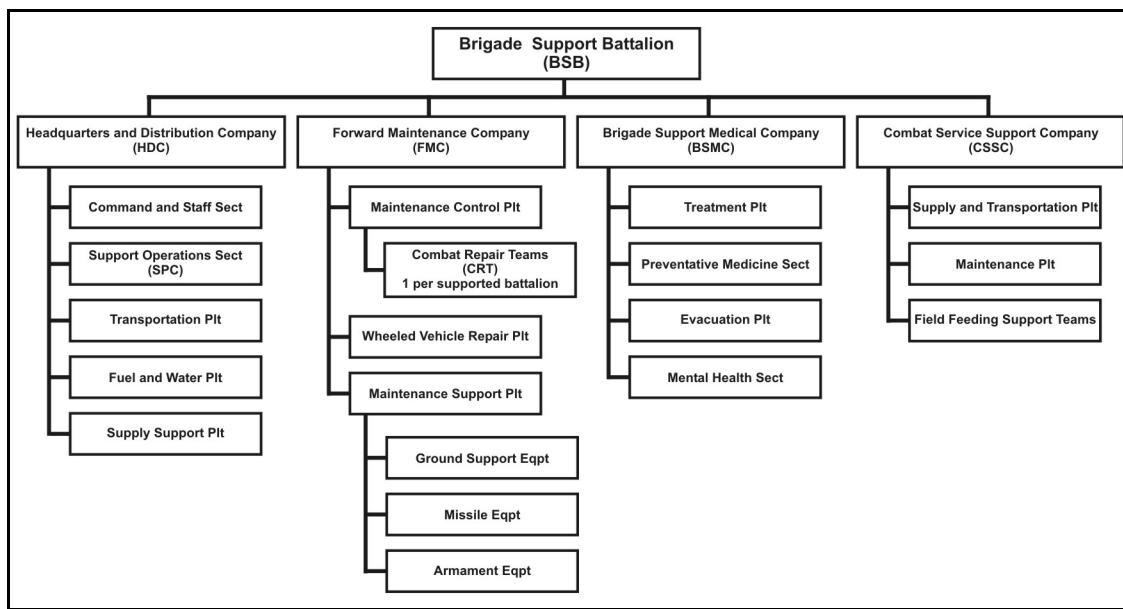 Brigade Support Battalion
(BSB)
Headquarters and Distribution Company
(HDC)
Command and Staff Sect
Support Operations Sect
(SPC)
Transportation Plt
Fuel and Water Plt
Supply Support Plt
Forward Maintenance Company
(FMC)
Maintenance Control Plt
Combat Repair Teams
(CRT)
1 per supported battalion
Wheeled Vehicle Repair Plt
Maintenance Support Plt
Ground Support Eqpt
Missile Eqpt
Armament Eqpt
Brigade Support Medical Company
(BSMC)
Treatment Plt
Preventative Medicine Sect
Evacuation Plt
Mental Health Sect
Combat Service Support Company
(CSSC)
Supply and Transportation Plt
Maintenance Plt
Field Feeding Support Teams